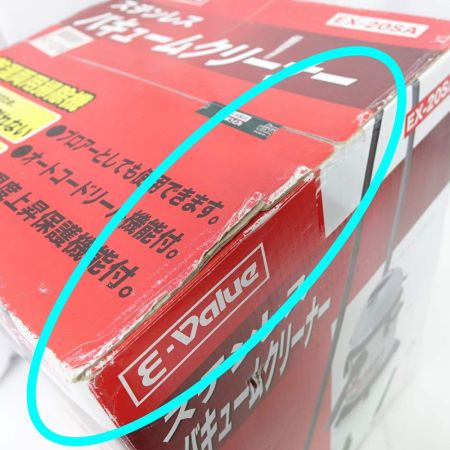 ステンレス
バキュームクリーナー
EX-20SA
●ブロアーとしても使用できます。
●オートコードリール機能付。
温度上昇保護機能付。
EX-20SA
E-Value
ステンレス
バキュームクリーナー